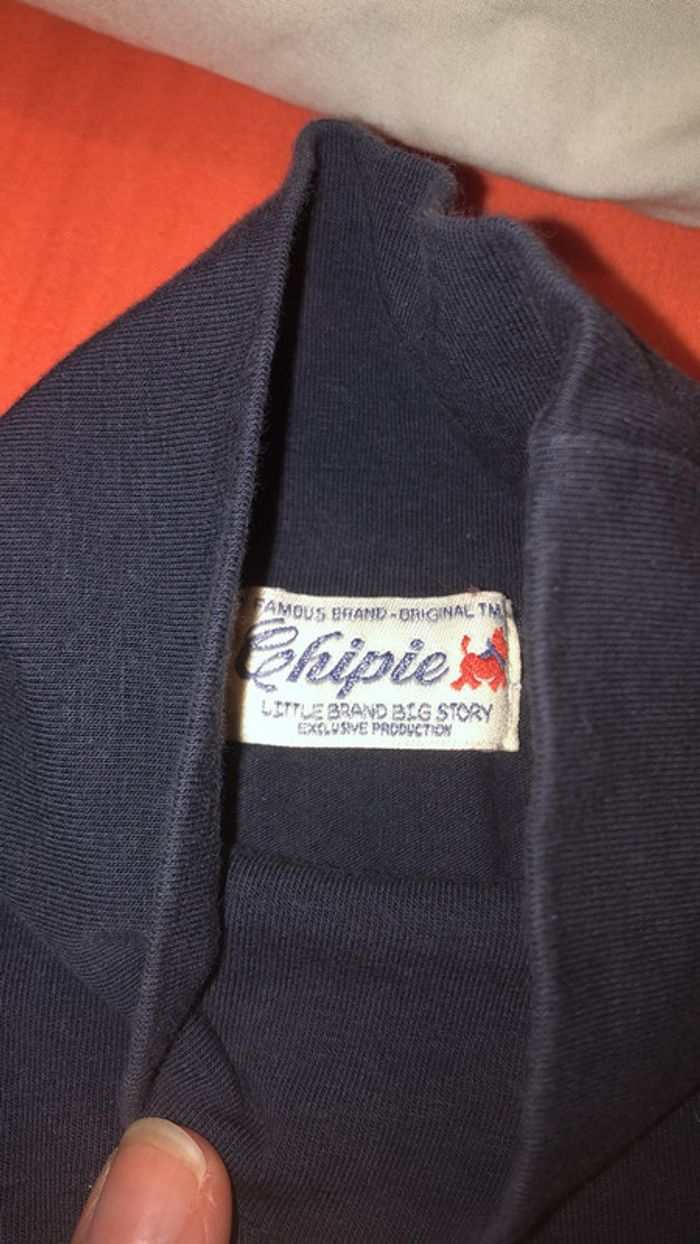 FAMOUS BRAND-ORIGINAL TM
Chipie
LITTLE BRAND BIG STORY
EXCLUSIVE PRODUCTION